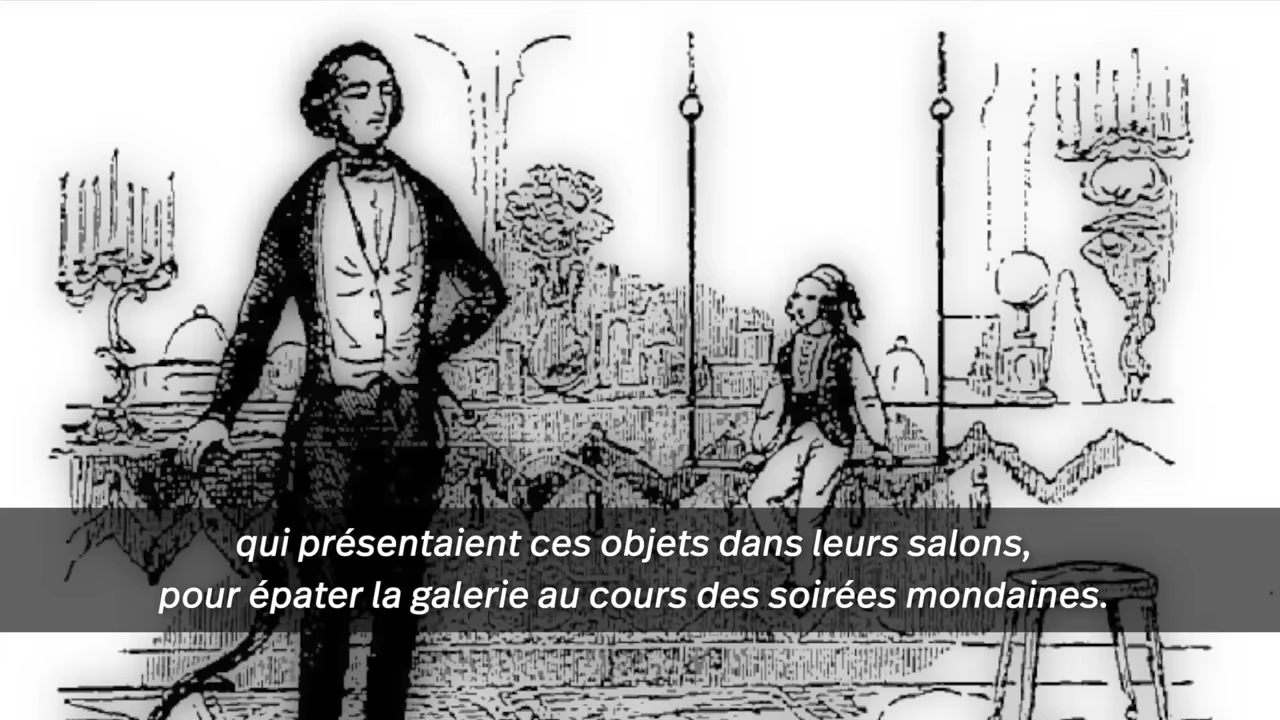 qui présentaient ces objets dans leurs salons,
pour épater la galerie au cours des soirées mondaines.